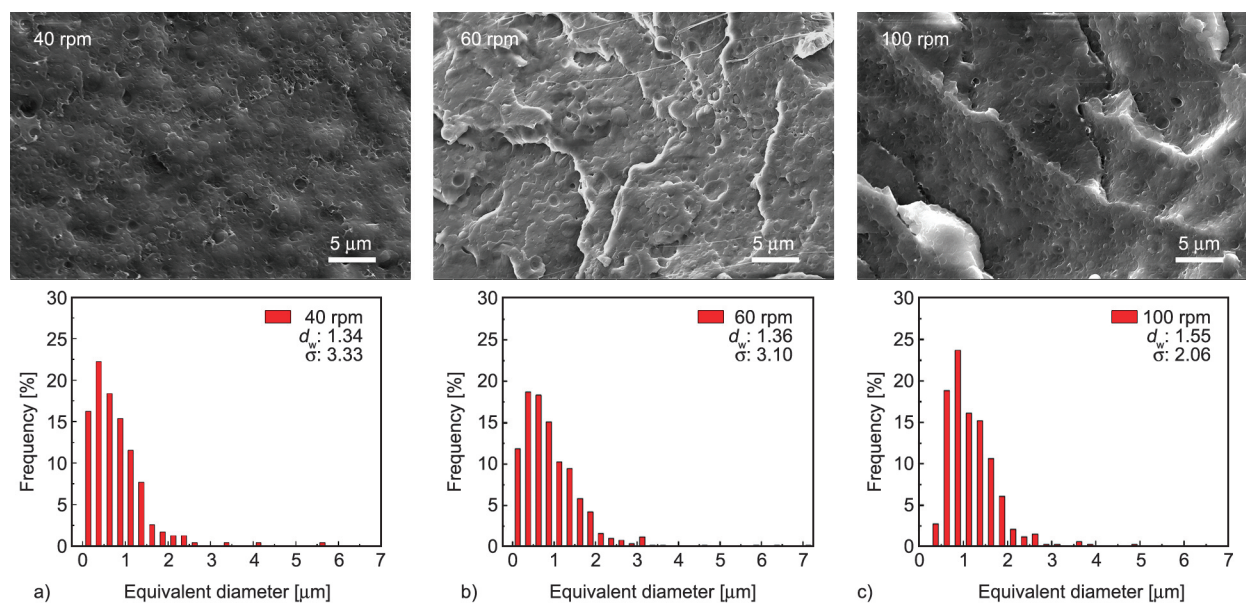 40 rpm
5 μm
60 rpm
5 μm
100 rpm
5 μm
30
25
20
15
10
5
0
Frequency [%]
40 rpm
dw: 1.34
σ: 3.33
0 1 2 3 4 5 6 7
a) Equivalent diameter [μm]
30
25
20
15
10
5
0
Frequency [%]
60 rpm
dw: 1.36
σ: 3.10
0 1 2 3 4 5 6 7
b) Equivalent diameter [μm]
30
25
20
15
10
5
0
Frequency [%]
100 rpm
dw: 1.55
σ: 2.06
0 1 2 3 4 5 6 7
c) Equivalent diameter [μm]